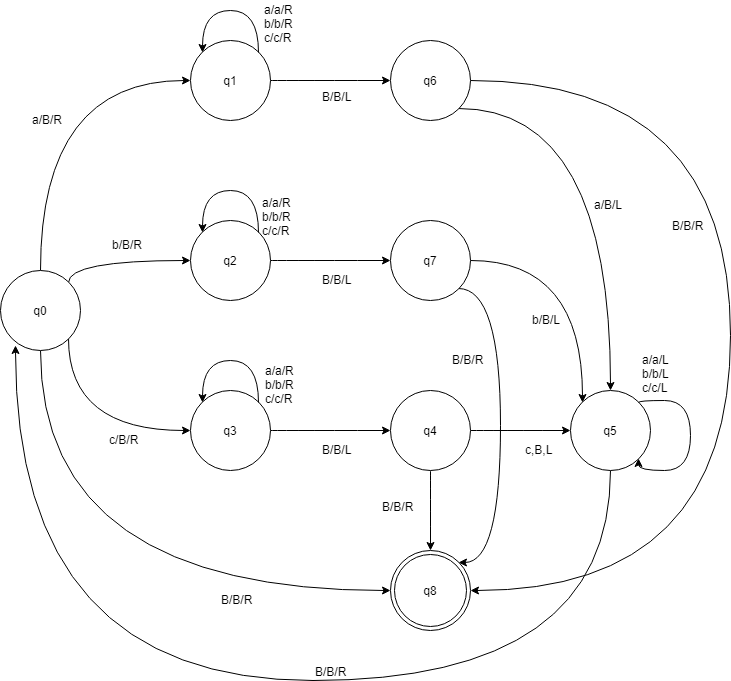 a/a/R
b/b/R
c/c/R
q1
q6
B/B/L
a/B/R
a/a/R
b/b/R
c/c/R
a/B/L
B/B/R
b/B/R
q2
q7
B/B/L
q0
b/B/L
a/a/R
b/b/R
c/c/R
B/B/R
a/a/L
b/b/L
c/c/L
q3
q4
q5
c/B/R
B/B/L
c,B,L
B/B/R
q8
B/B/R
B/B/R